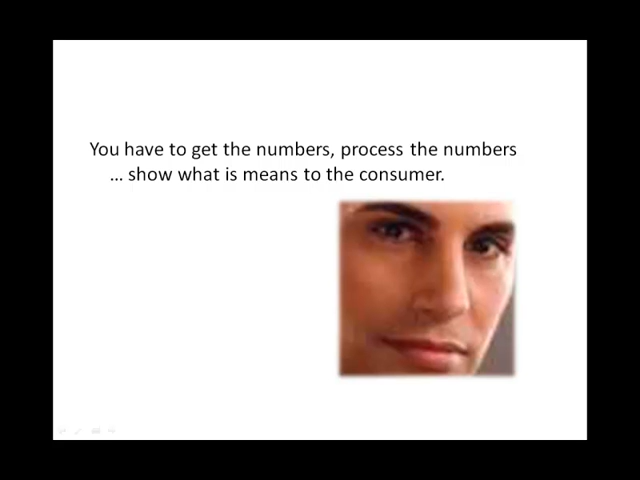 You have to get the numbers, process the numbers
... show what is means to the consumer.